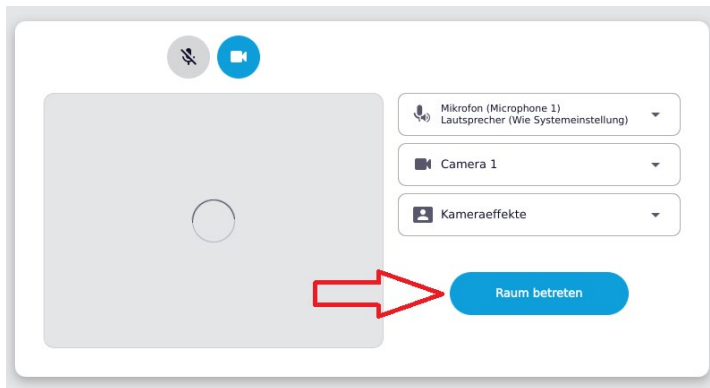 Mikrofon (Microphone 1)
Lautsprecher (Wie Systemeinstellung)
Camera 1
Kameraeffekte
Raum betreten